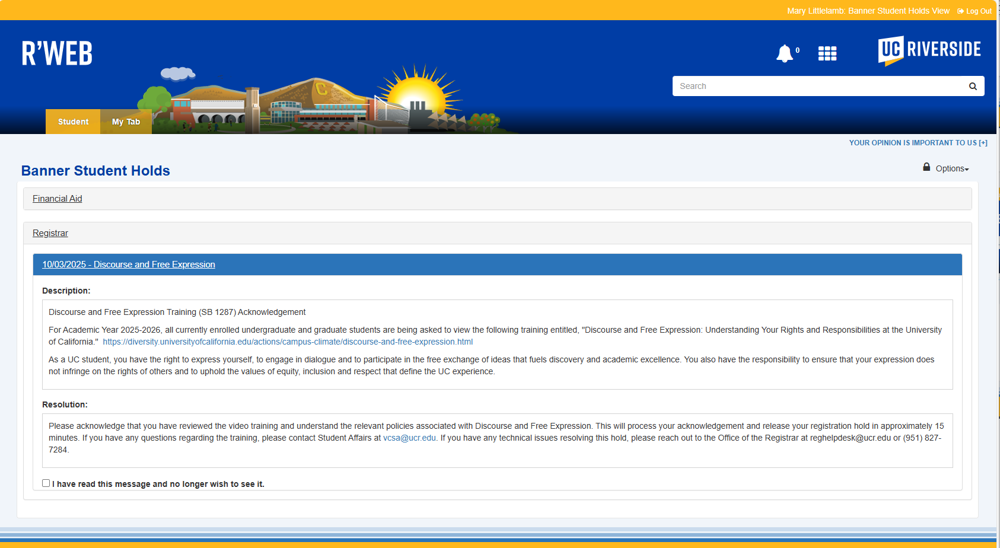 Mary Littlelamb: Banner Student Holds View Log Out
R'WEB
0
UC RIVERSIDE
Search
C
Student My Tab
YOUR OPINION IS IMPORTANT TO US [+]
Banner Student Holds
Options
Financial Aid
Registrar
10/03/2025 - Discourse and Free Expression
Description:
Discourse and Free Expression Training (SB 1287) Acknowledgement
For Academic Year 2025-2026, all currently enrolled undergraduate and graduate students are being asked to view the following training entitled, "Discourse and Free Expression: Understanding Your Rights and Responsibilities at the University
of California." https://diversity.universityofcalifornia.edu/actions/campus-climate/discourse-and-free-expression.html
As a UC student, you have the right to express yourself, to engage in dialogue and to participate in the free exchange of ideas that fuels discovery and academic excellence. You also have the responsibility to ensure that your expression does
not infringe on the rights of others and to uphold the values of equity, inclusion and respect that define the UC experience.
Resolution:
Please acknowledge that you have reviewed the video training and understand the relevant policies associated with Discourse and Free Expression. This will process your acknowledgement and release your registration hold in approximately 15
minutes. If you have any questions regarding the training, please contact Student Affairs at vcsa@ucr.edu. If you have any technical issues resolving this hold, please reach out to the Office of the Registrar at reghelpdesk@ucr.edu or (951) 827-
7284.
I have read this message and no longer wish to see it.